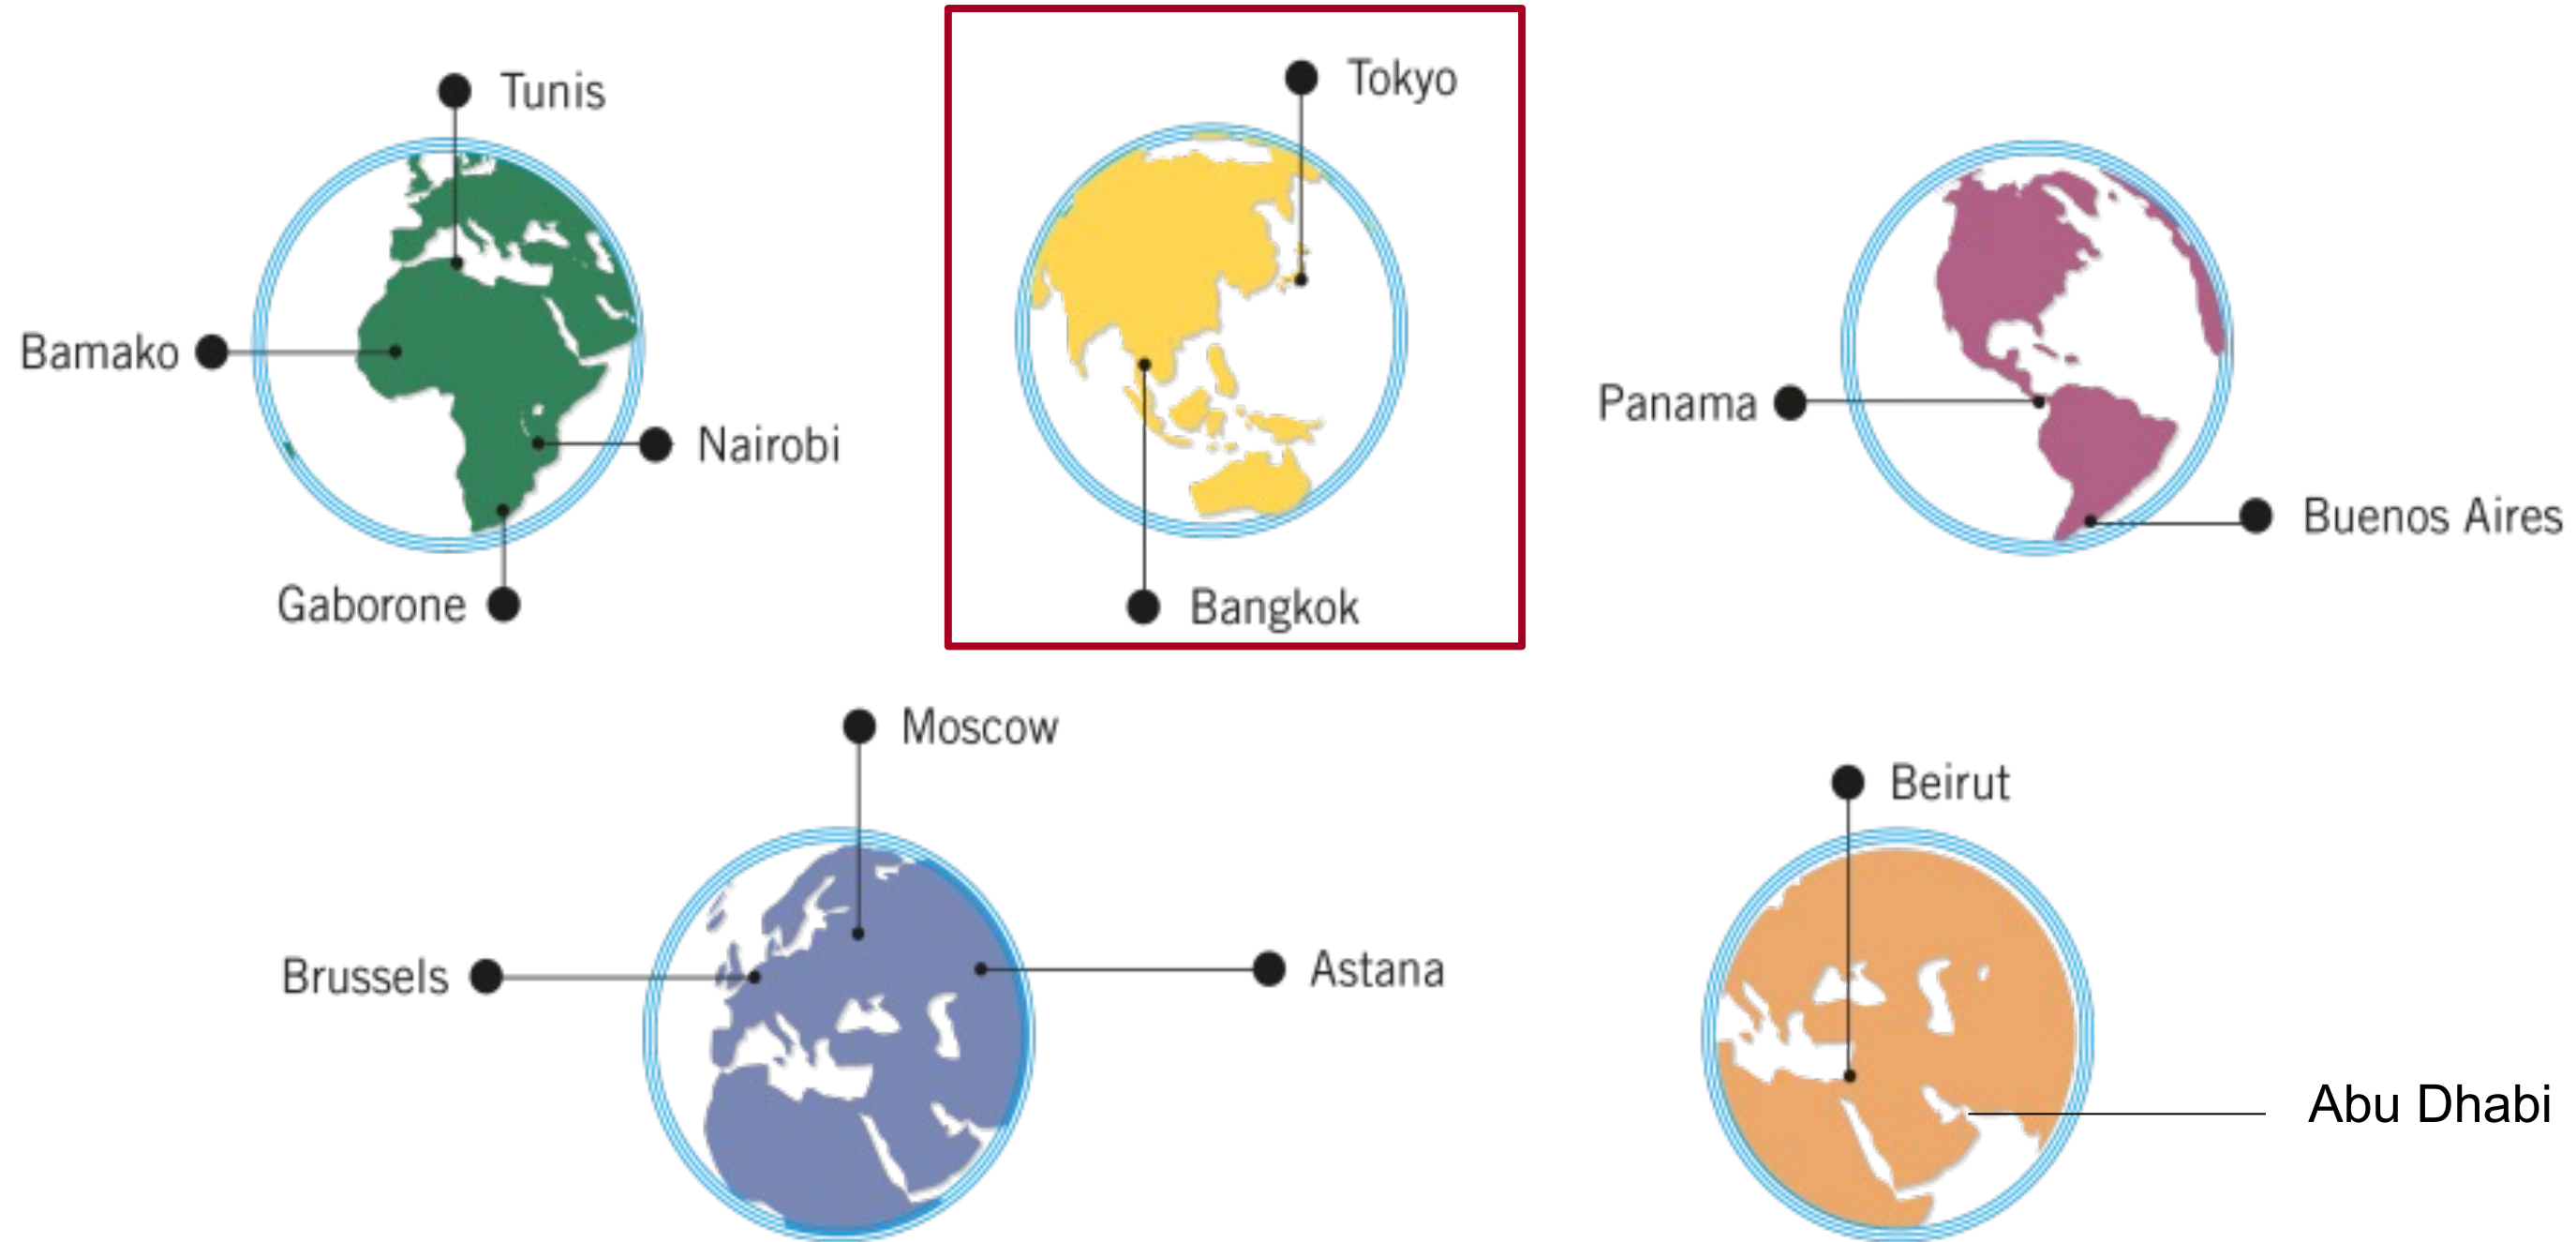 Tunis
Tokyo
Bamako
Nairobi
Panama
Buenos Aires
Gaborone
Bangkok
Moscow
Beirut
Brussels
Astana
Abu Dhabi